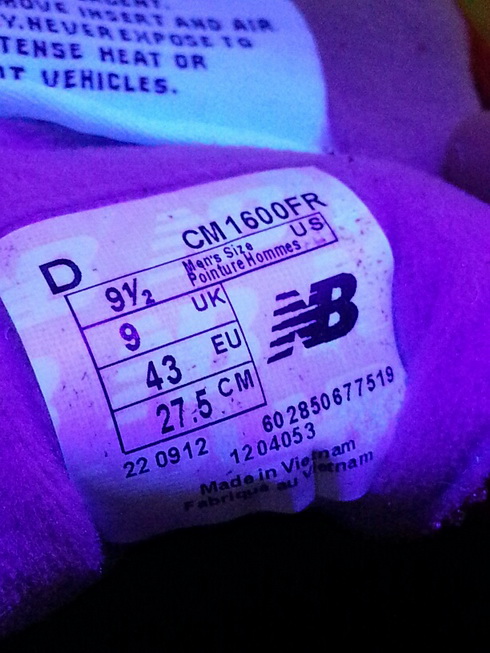 OVE INSERT AND AIR
Y. NEVER EXPOSE TO
TENSE HEAT OR
T VEHICLES.
CM1600FR
D
9½ Men's Size US
Pointure Hommes
9 UK
43 EU
27.5 CM
NB
602850677519
220912 1204053
Made in Vietnam
Fabriqué au Vietnam